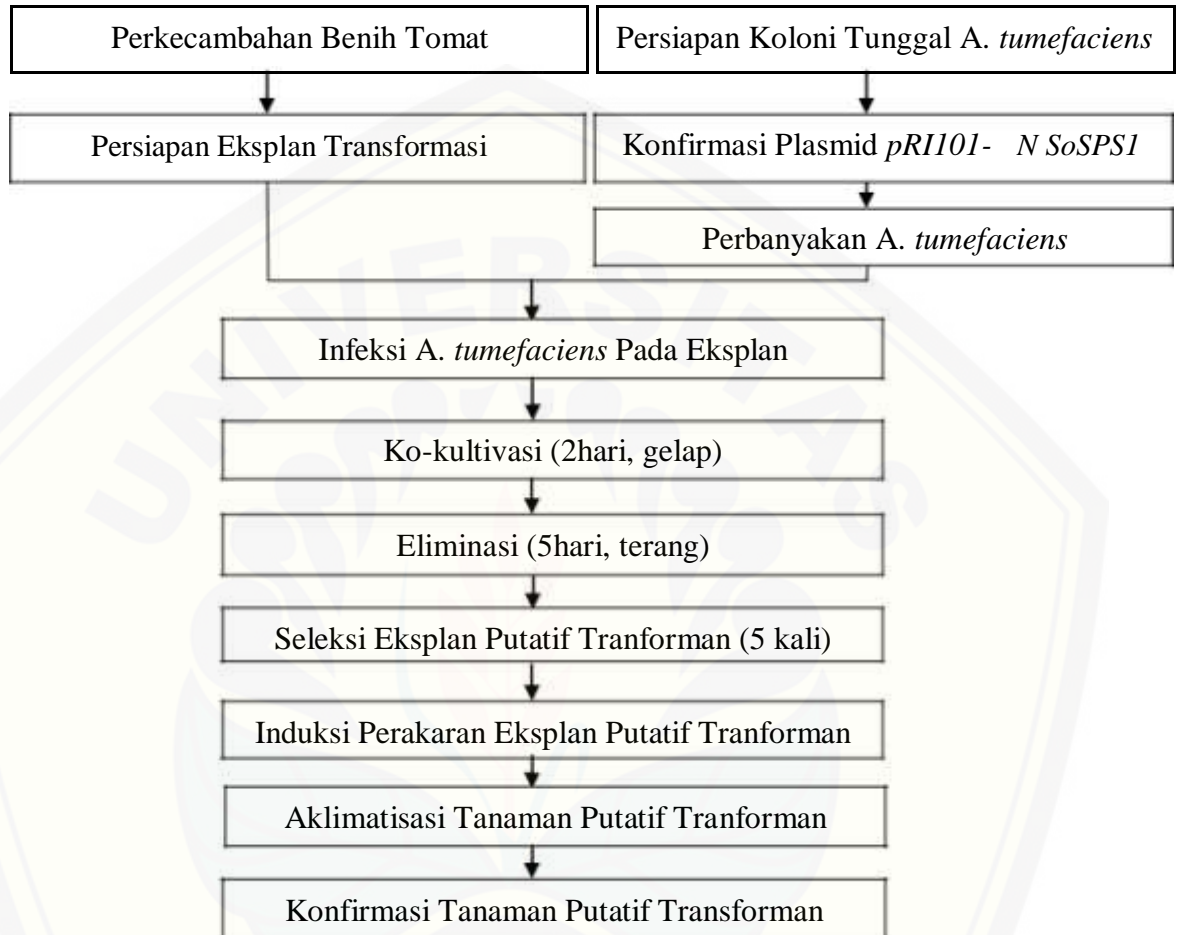 Perkecambahan Benih Tomat
Persiapan Koloni Tunggal A. tumefaciens
Persiapan Eksplan Transformasi
Konfirmasi Plasmid pRI101- N SoSPS1
Perbanyakan A. tumefaciens
Infeksi A. tumefaciens Pada Eksplan
Ko-kultivasi (2hari, gelap)
Eliminasi (5hari, terang)
Seleksi Eksplan Putatif Tranforman (5 kali)
Induksi Perakaran Eksplan Putatif Tranforman
Aklimatisasi Tanaman Putatif Tranforman
Konfirmasi Tanaman Putatif Transforman
UNIVERSITAS